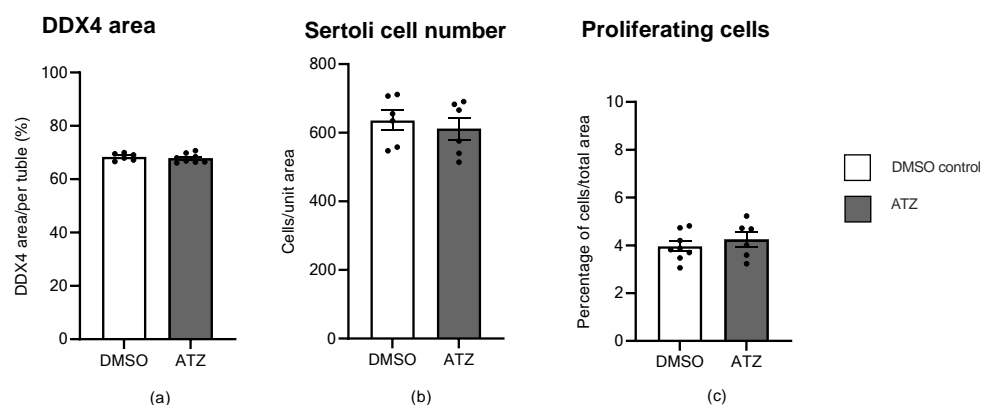 DDX4 area
DDX4 area/per tuble (%)
100
80
60
40
20
0
DMSO ATZ
(a)
Sertoli cell number
Cells/unit area
800
600
400
200
0
DMSO ATZ
(b)
Proliferating cells
Percentage of cells/total area
10
8
6
4
2
0
DMSO ATZ
(c)
DMSO control
ATZ